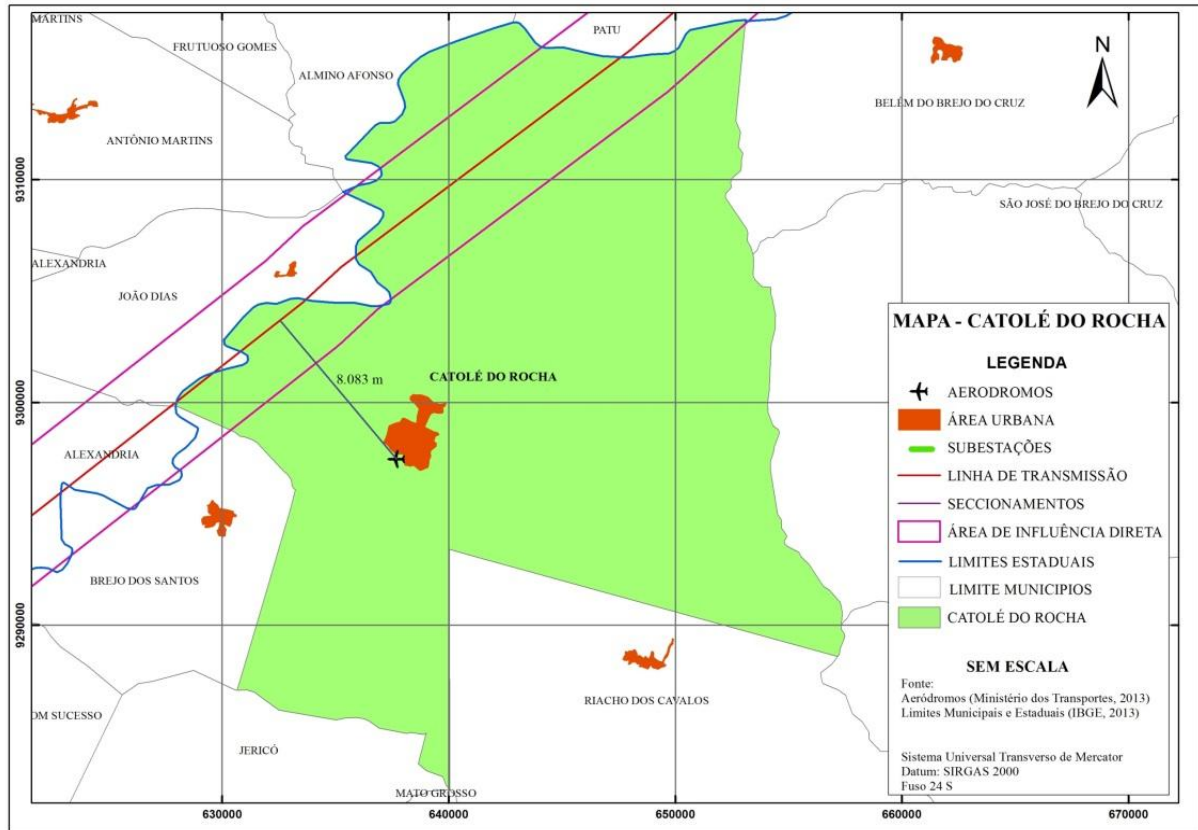 MARTINS
FRUTUOSO GOMES
PATU
ALMINO AFONSO
N
BELÉM DO BREJO DO CRUZ
ANTÔNIO MARTINS
SÃO JOSÉ DO BREJO DO CRUZ
ALEXANDRIA
JOÃO DIAS
8.083 m
CATOLÉ DO ROCHA
ALEXANDRIA
BREJO DOS SANTOS
RIACHO DOS CAVALOS
OM SUCESSO
JERICÓ
MATO GROSSO
9310000
9300000
9290000
630000
640000
650000
660000
670000
MAPA - CATOLÉ DO ROCHA
LEGENDA
AERODROMOS
ÁREA URBANA
SUBESTAÇÕES
LINHA DE TRANSMISSÃO
SECCIONAMENTOS
ÁREA DE INFLUÊNCIA DIRETA
LIMITES ESTADUAIS
LIMITE MUNICIPIOS
CATOLÉ DO ROCHA
SEM ESCALA
Fonte:
Aeródromos (Ministério dos Transportes, 2013)
Limites Municipais e Estaduais (IBGE, 2013)
Sistema Universal Transverso de Mercator
Datum: SIRGAS 2000
Fuso 24 S